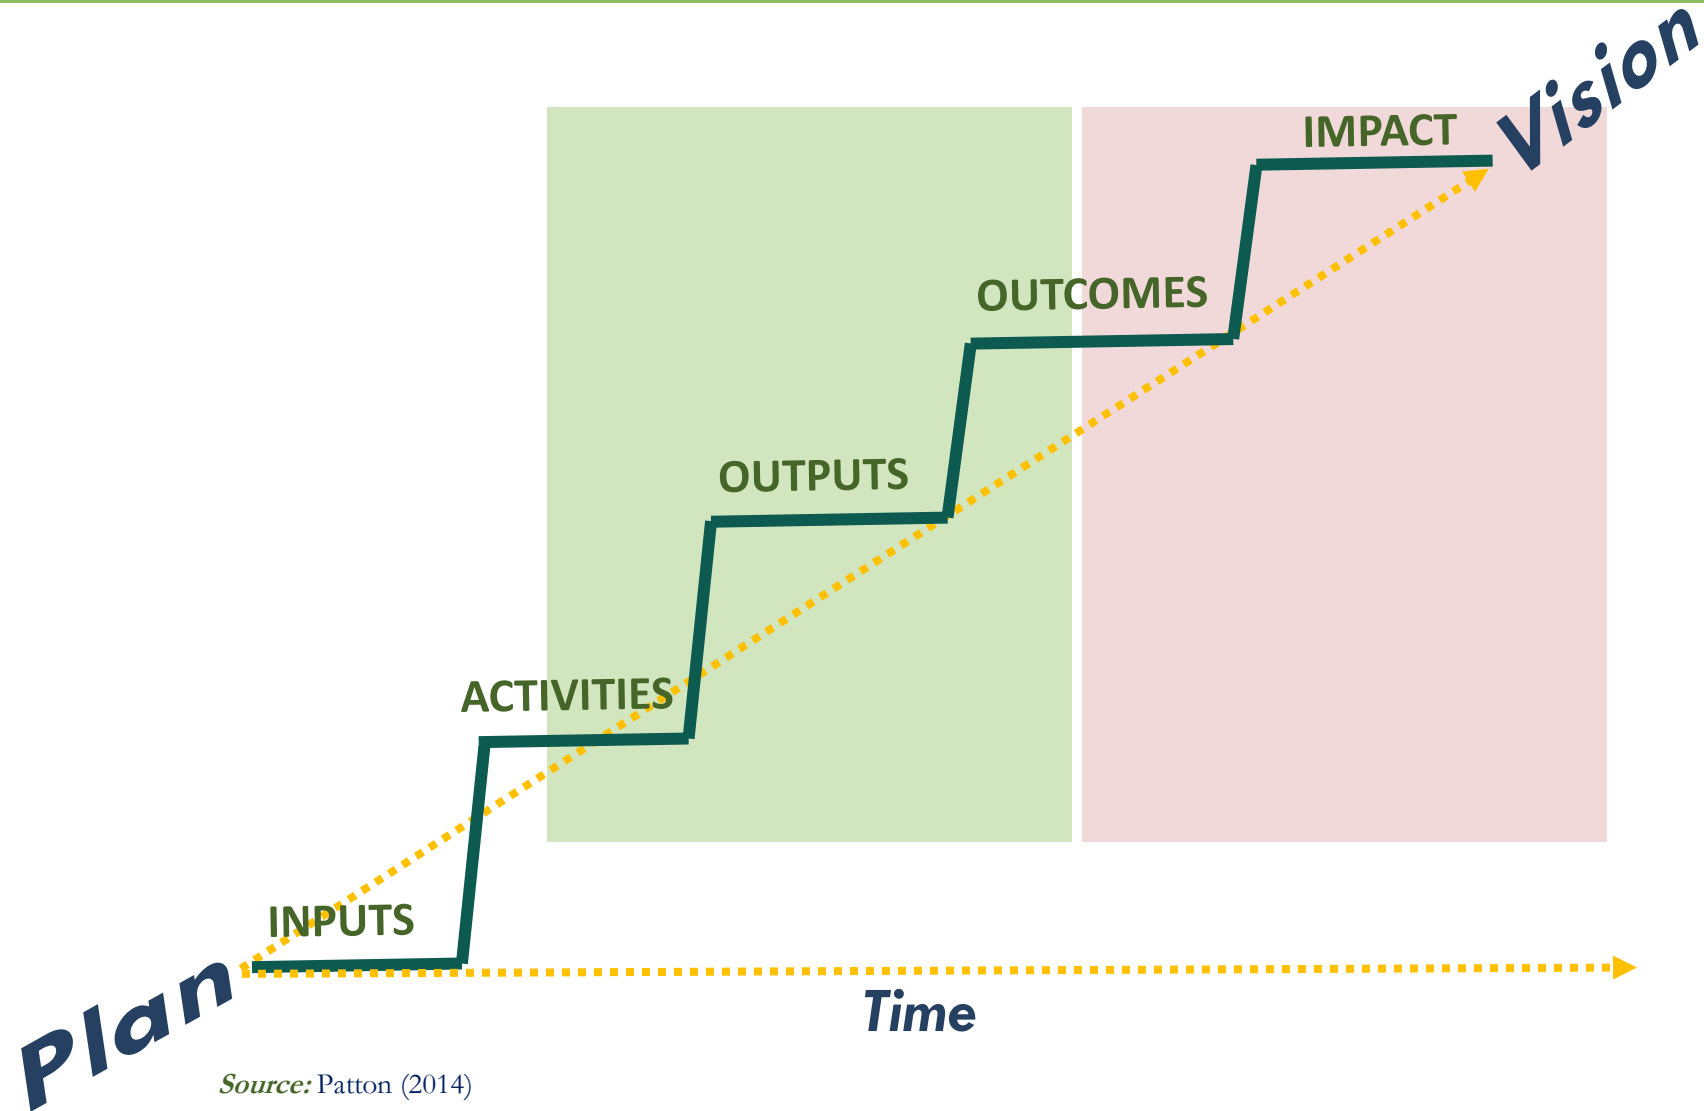 Vision
IMPACT
OUTCOMES
OUTPUTS
ACTIVITIES
INPUTS
Plan
Time
Source: Patton (2014)